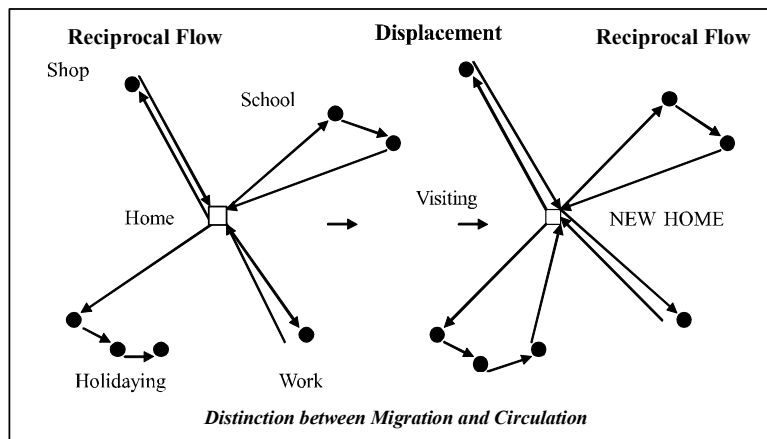 Reciprocal Flow
Displacement
Reciprocal Flow
Shop
School
Home
Visiting
NEW HOME
Holidaying
Work
Distinction between Migration and Circulation